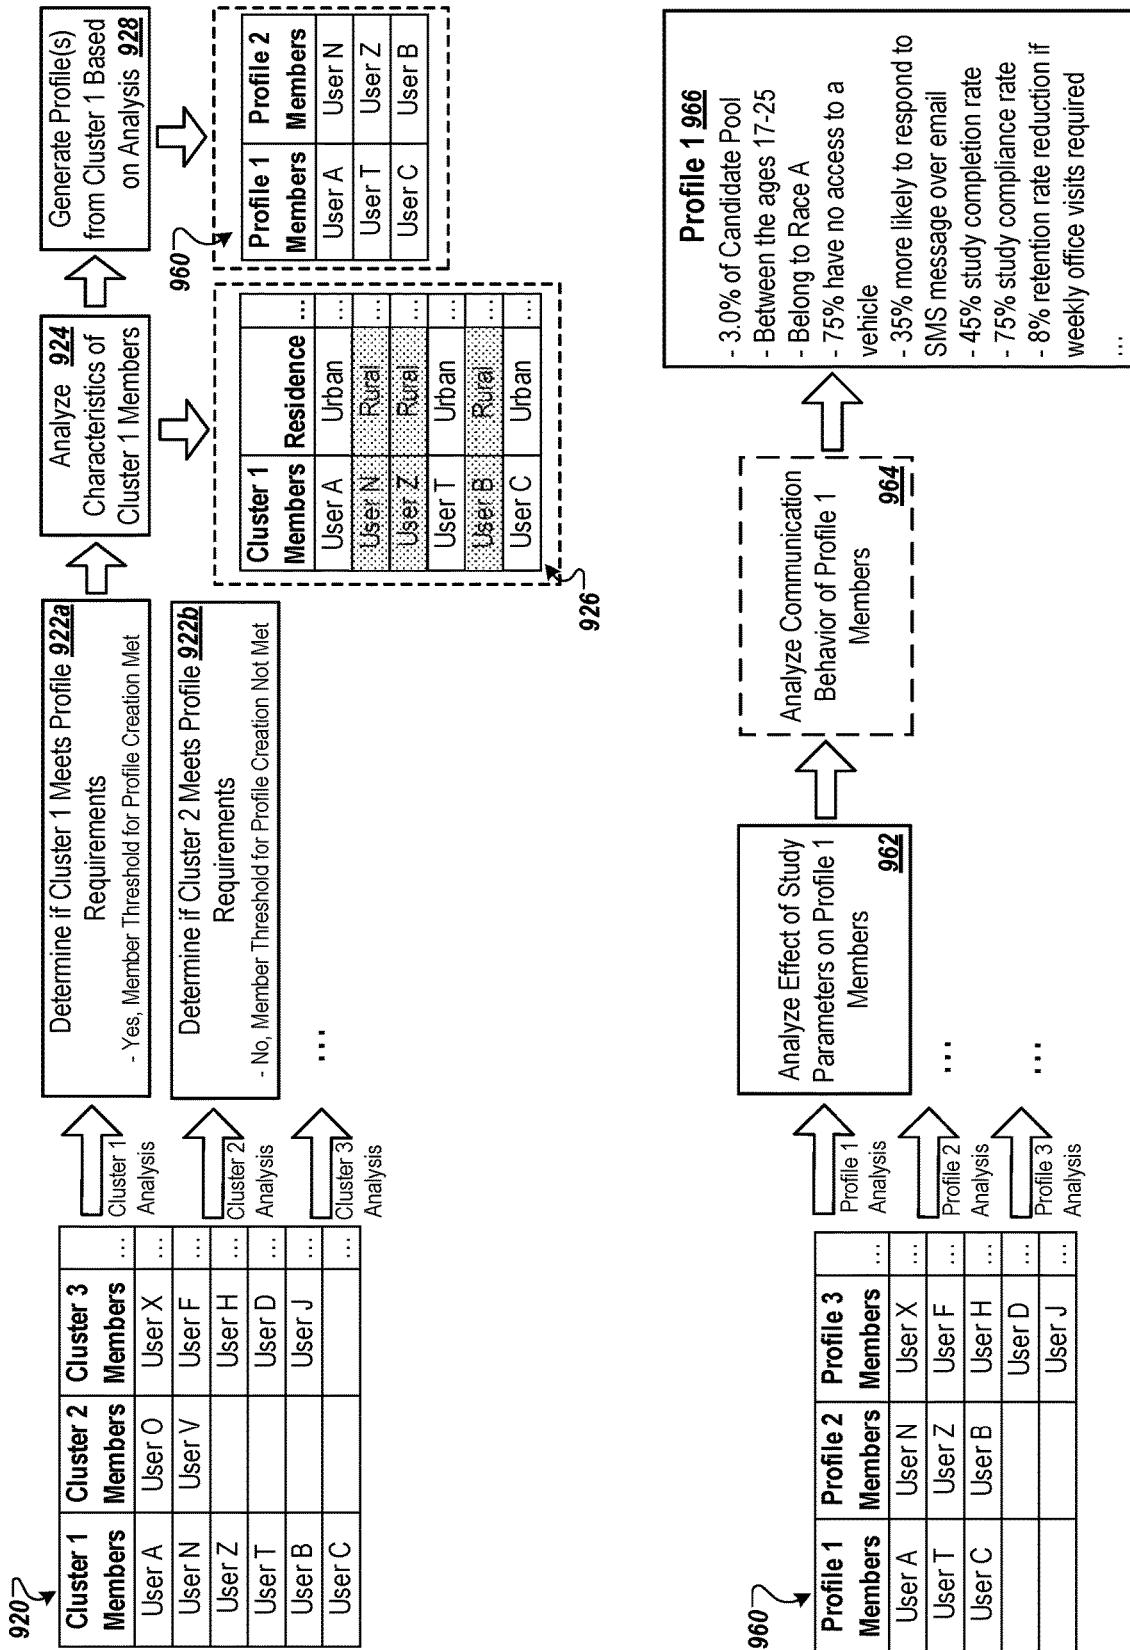 920
Cluster 1 Members
Cluster 2 Members
Cluster 3 Members
...
User A
User O
User X
...
User N
User V
User F
...
User Z
User H
...
User T
User D
...
User B
User J
...
User C
...
Cluster 1
Analysis
Cluster 2
Analysis
Cluster 3
Analysis
Determine if Cluster 1 Meets Profile 922a
Requirements
- Yes, Member Threshold for Profile Creation Met
Determine if Cluster 2 Meets Profile 922b
Requirements
- No, Member Threshold for Profile Creation Not Met
...
Analyze 924
Characteristics of
Cluster 1 Members
926
Cluster 1 Members
Residence
...
User A
Urban
...
User N
Rural
...
User Z
Rural
...
User T
Urban
...
User B
Rural
...
User C
Urban
...
Generate Profile(s)
from Cluster 1 Based
on Analysis 928
960
Profile 1 Members
Profile 2 Members
User A
User N
User T
User Z
User C
User B
960
Profile 1 Members
Profile 2 Members
Profile 3 Members
...
User A
User N
User X
...
User T
User Z
User F
...
User C
User B
User H
...
User D
...
User J
...
Profile 1
Analysis
Profile 2
Analysis
Profile 3
Analysis
Analyze Effect of Study
Parameters on Profile 1
Members
962
...
...
Analyze Communication
Behavior of Profile 1
Members
964
Profile 1 966
- 3.0% of Candidate Pool
- Between the ages 17-25
- Belong to Race A
- 75% have no access to a
vehicle
- 35% more likely to respond to
SMS message over email
- 45% study completion rate
- 75% study compliance rate
- 8% retention rate reduction if
weekly office visits required
...